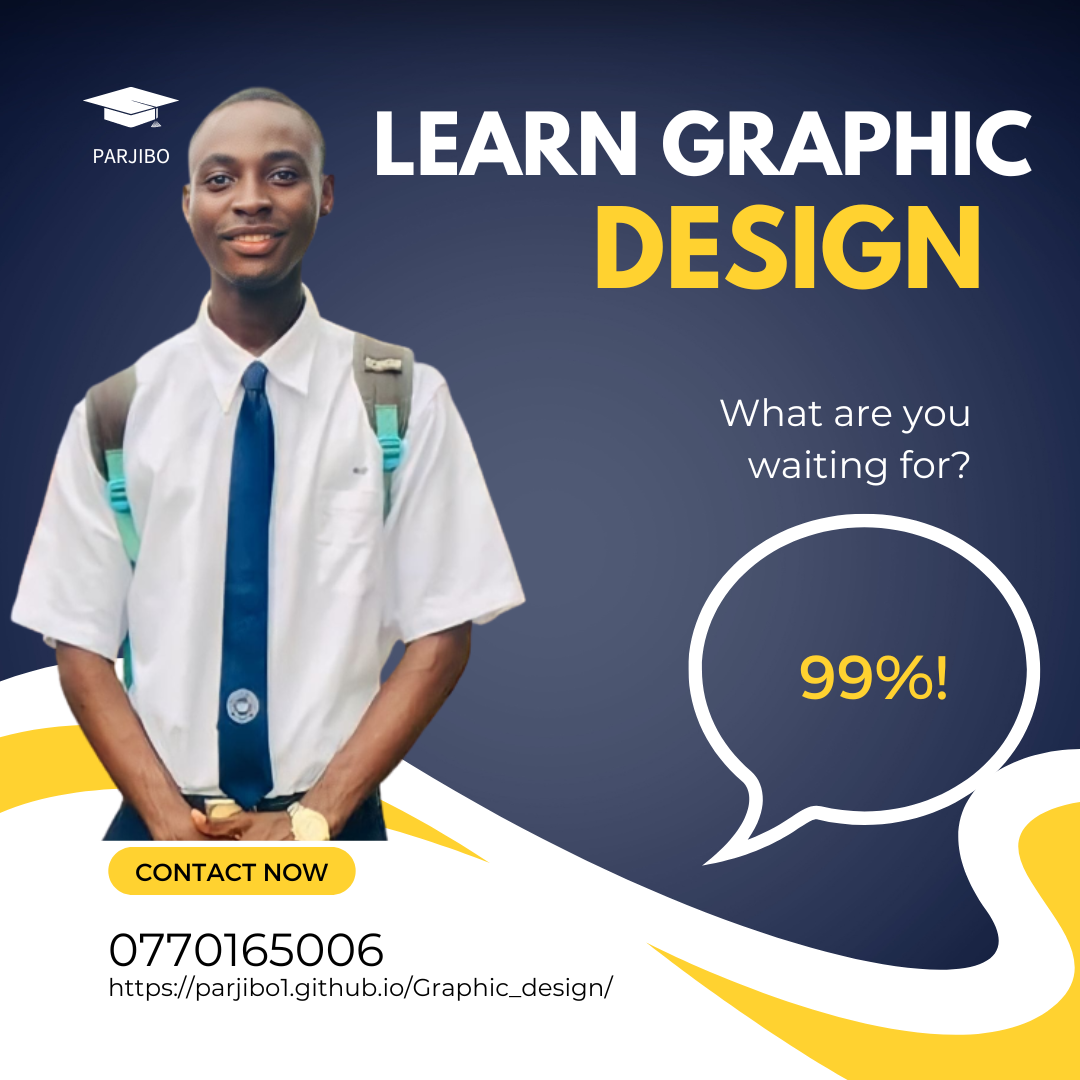 PARJIBO
LEARN GRAPHIC
DESIGN
What are you
waiting for?
99%!
CONTACT NOW
0770165006
https://parjibo1.github.io/Graphic_design/